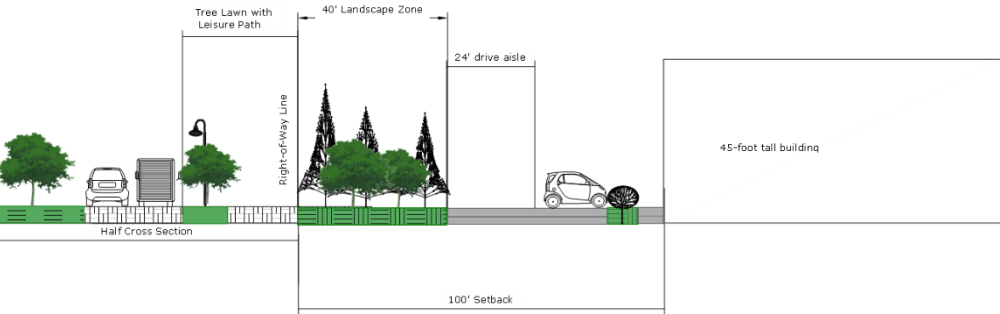 Tree Lawn with
Leisure Path
40' Landscape Zone
24' drive aisle
Right-of-Way Line
45-foot tall building
Half Cross Section
100' Setback